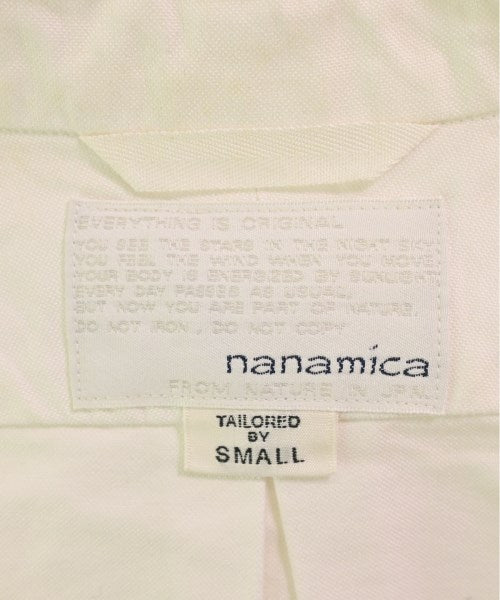 EVERYTHING IS ORIGINAL
YOU SEE THE STARS IN THE NIGHT SKY.
YOU FEEL THE WIND WHEN YOU MOVE.
YOUR BODY IS ENERGIZED BY SUNLIGHT.
EVERY DAY PASSES AS USUAL.
BUT NOW YOU ARE PART OF NATURE.
DO NOT IRON, DO NOT COPY
nanamica
FROM NATURE IN JPN.
TAILORED
BY
SMALL